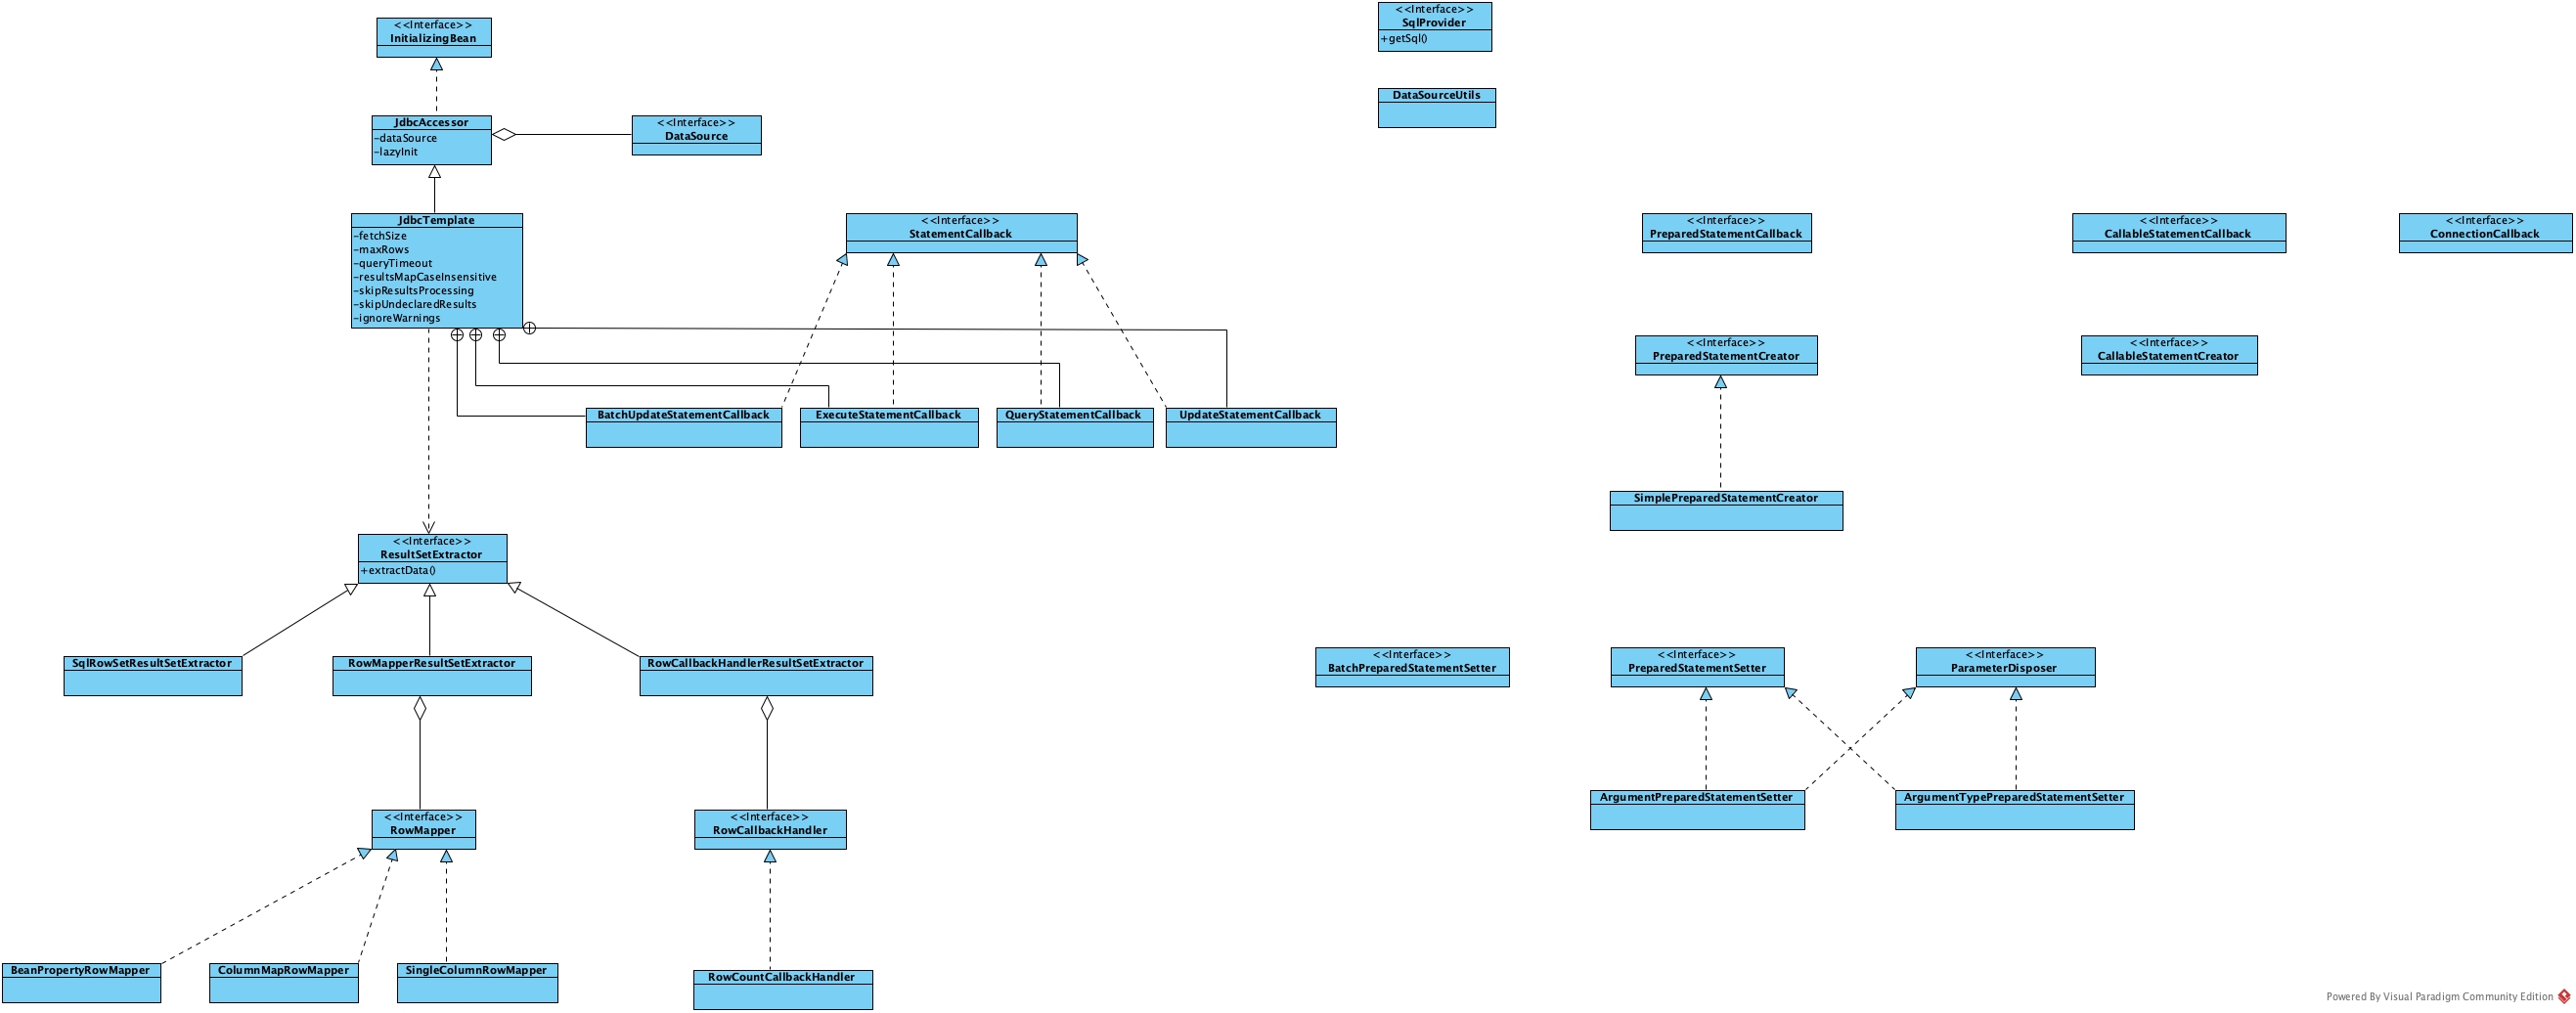 <<Interface>>
InitializingBean
<<Interface>>
SqlProvider
+getSql()
DataSourceUtils
JdbcAccessor
-dataSource
-lazyInit
<<Interface>>
DataSource
JdbcTemplate
-fetchSize
-maxRows
-queryTimeout
-resultsMapCaseInsensitive
-skipResultsProcessing
-skipUndeclaredResults
-ignoreWarnings
<<Interface>>
StatementCallback
<<Interface>>
PreparedStatementCallback
<<Interface>>
CallableStatementCallback
<<Interface>>
ConnectionCallback
<<Interface>>
PreparedStatementCreator
<<Interface>>
CallableStatementCreator
BatchUpdateStatementCallback
ExecuteStatementCallback
QueryStatementCallback
UpdateStatementCallback
SimplePreparedStatementCreator
<<Interface>>
ResultSetExtractor
+extractData()
SqlRowSetResultSetExtractor
RowMapperResultSetExtractor
RowCallbackHandlerResultSetExtractor
<<Interface>>
BatchPreparedStatementSetter
<<Interface>>
PreparedStatementSetter
<<Interface>>
ParameterDisposer
<<Interface>>
RowMapper
<<Interface>>
RowCallbackHandler
ArgumentPreparedStatementSetter
ArgumentTypePreparedStatementSetter
BeanPropertyRowMapper
ColumnMapRowMapper
SingleColumnRowMapper
RowCountCallbackHandler
Powered By Visual Paradigm Community Edition